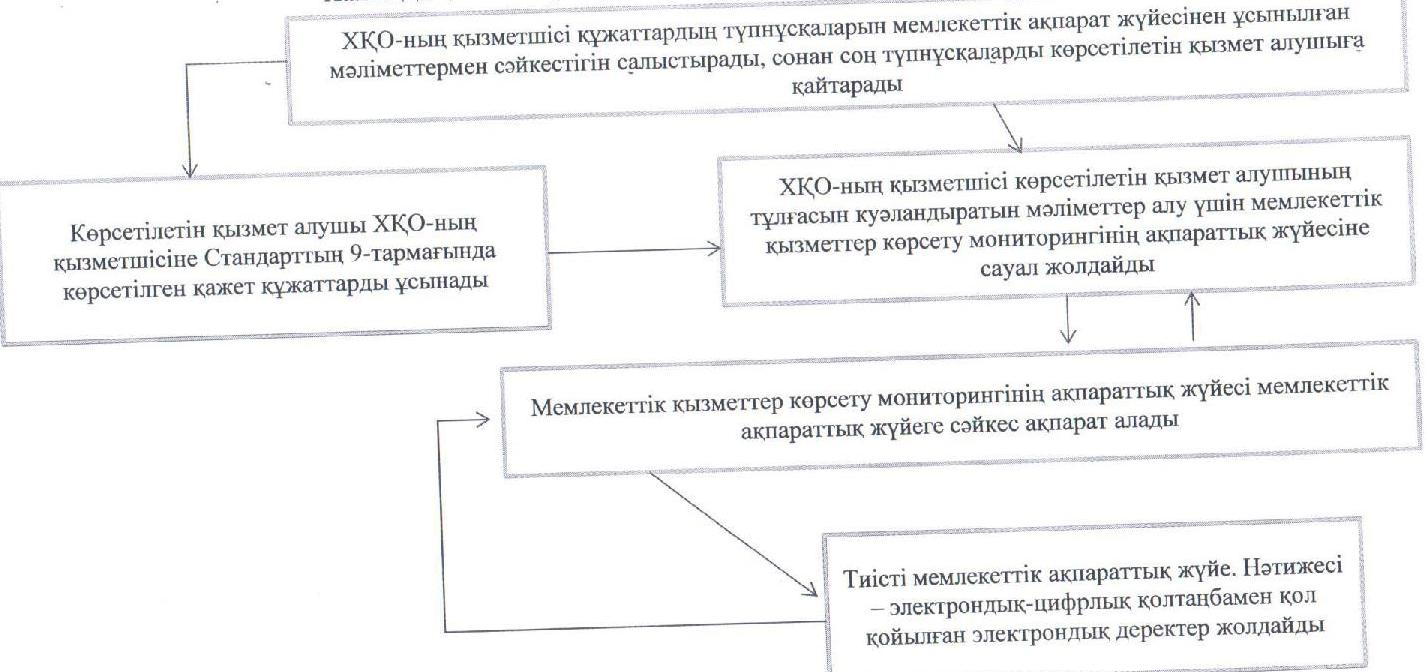 ХҚО-ның қызметшісі құжаттардың түпнұсқаларын мемлекеттік ақпарат жүйесінен ұсынылған
мәліметтермен сәйкестігін салыстырады, сонан соң түпнұсқаларды көрсетілетін қызмет алушыға
қайтарады
Көрсетілетін қызмет алушы ХҚО-ның
қызметшісіне Стандарттың 9-тармағында
көрсетілген қажет құжаттарды ұсынады
ХҚО-ның қызметшісі көрсетілетін қызмет алушының
тұлғасын куәландыратын мәліметтер алу үшін мемлекеттік
қызметтер көрсету мониторингінің ақпараттық жүйесіне
сауал жолдайды
Мемлекеттік қызметтер көрсету мониторингінің ақпараттық жүйесі мемлекеттік
ақпараттық жүйеге сәйкес ақпарат алады
Тиісті мемлекеттік ақпараттық жүйе. Нәтижесі
– электрондық-цифрлық қолтаңбамен қол
қойылған электрондық деректер жолдайды